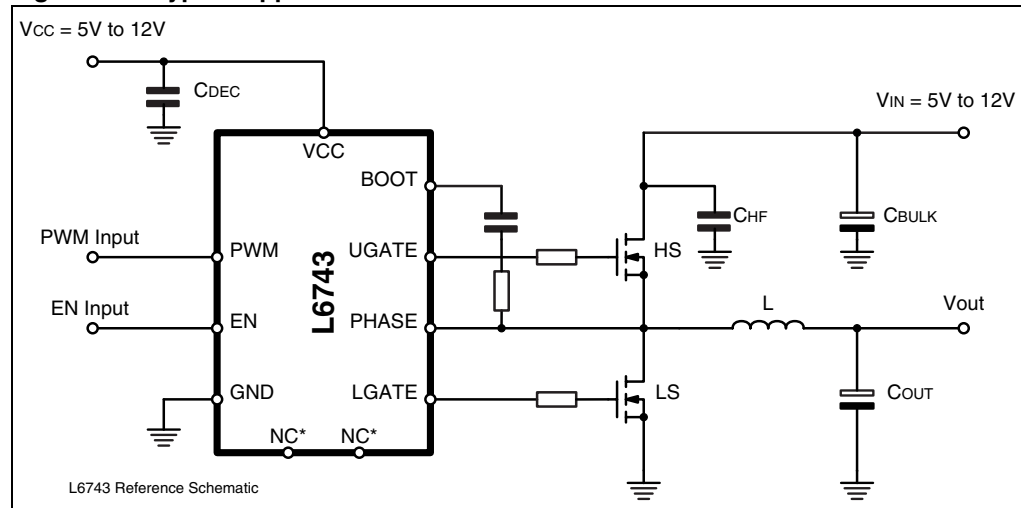 VCC = 5V to 12V
CDEC
VIN = 5V to 12V
VCC
BOOT
CHF
CBULK
PWM Input
PWM
UGATE
HS
L6743
EN Input
EN
PHASE
L
Vout
GND
LGATE
LS
COUT
NC*
NC*
L6743 Reference Schematic